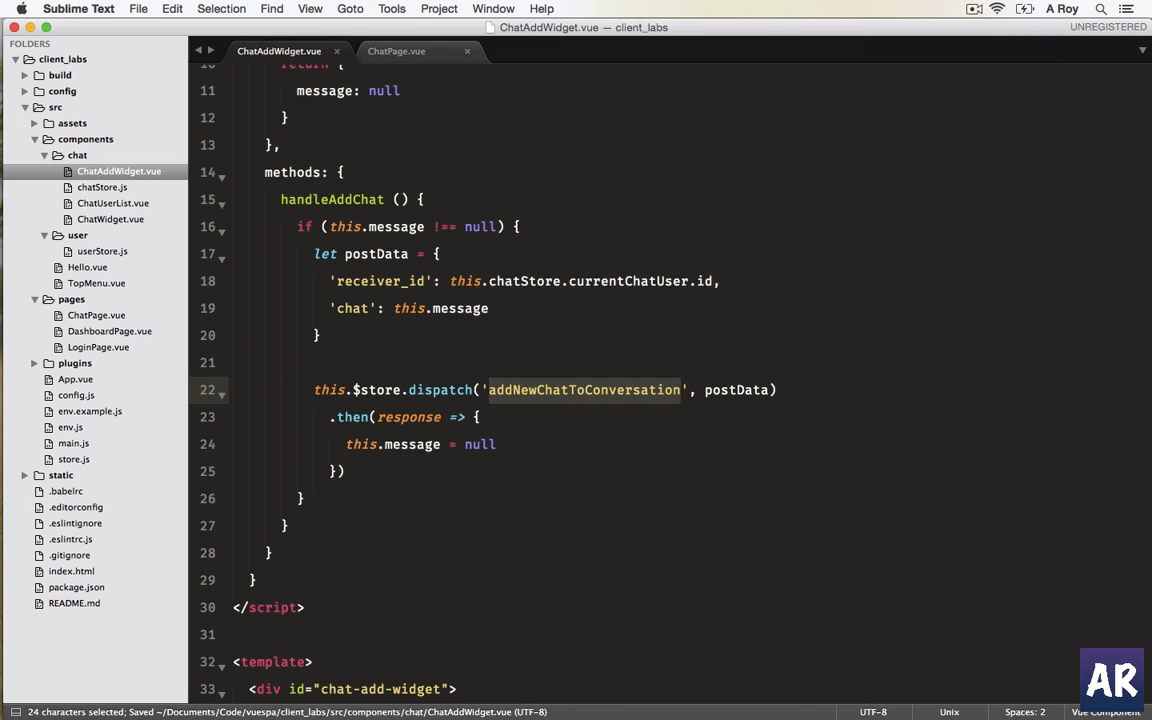 Sublime Text File Edit Selection Find View Goto Tools Project Window Help A Roy
ChatAddWidget.vue — client_labs UNREGISTERED
FOLDERS
client_labs
build
config
src
assets
components
chat
ChatAddWidget.vue
chatStore.js
ChatUserList.vue
ChatWidget.vue
user
userStore.js
Hello.vue
TopMenu.vue
pages
ChatPage.vue
DashboardPage.vue
LoginPage.vue
plugins
App.vue
config.js
env.example.js
env.js
main.js
store.js
static
.babelrc
.editorconfig
.eslintignore
.eslintrc.js
.gitignore
index.html
package.json
README.md
ChatAddWidget.vue × ChatPage.vue ×
10 return {
11 message: null
12 }
13 },
14 methods: {
15 handleAddChat () {
16 if (this.message !== null) {
17 let postData = {
18 'receiver_id': this.chatStore.currentChatUser.id,
19 'chat': this.message
20 }
21
22 this.$store.dispatch('addNewChatToConversation', postData)
23 .then(response => {
24 this.message = null
25 })
26 }
27 }
28 }
29 }
30 </script>
31
32 <template>
33 <div id="chat-add-widget">
24 characters selected; Saved ~/Documents/Code/vuespa/client_labs/src/components/chat/ChatAddWidget.vue (UTF-8) UTF-8 Unix Spaces: 2 Vue Component
AR